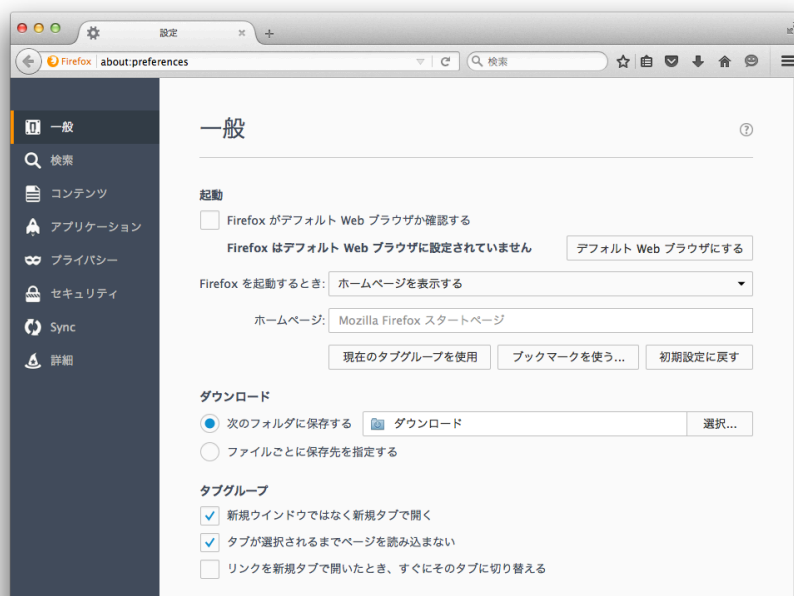 設定
Firefox about:preferences
検索
一般
検索
コンテンツ
アプリケーション
プライバシー
セキュリティ
Sync
詳細
一般
起動
Firefox がデフォルト Web ブラウザか確認する
Firefox はデフォルト Web ブラウザに設定されていません
デフォルト Web ブラウザにする
Firefox を起動するとき: ホームページを表示する
ホームページ: Mozilla Firefox スタートページ
現在のタブグループを使用
ブックマークを使う...
初期設定に戻す
ダウンロード
次のフォルダに保存する
ダウンロード
選択...
ファイルごとに保存先を指定する
タブグループ
新規ウインドウではなく新規タブで開く
タブが選択されるまでページを読み込まない
リンクを新規タブで開いたとき、すぐにそのタブに切り替える